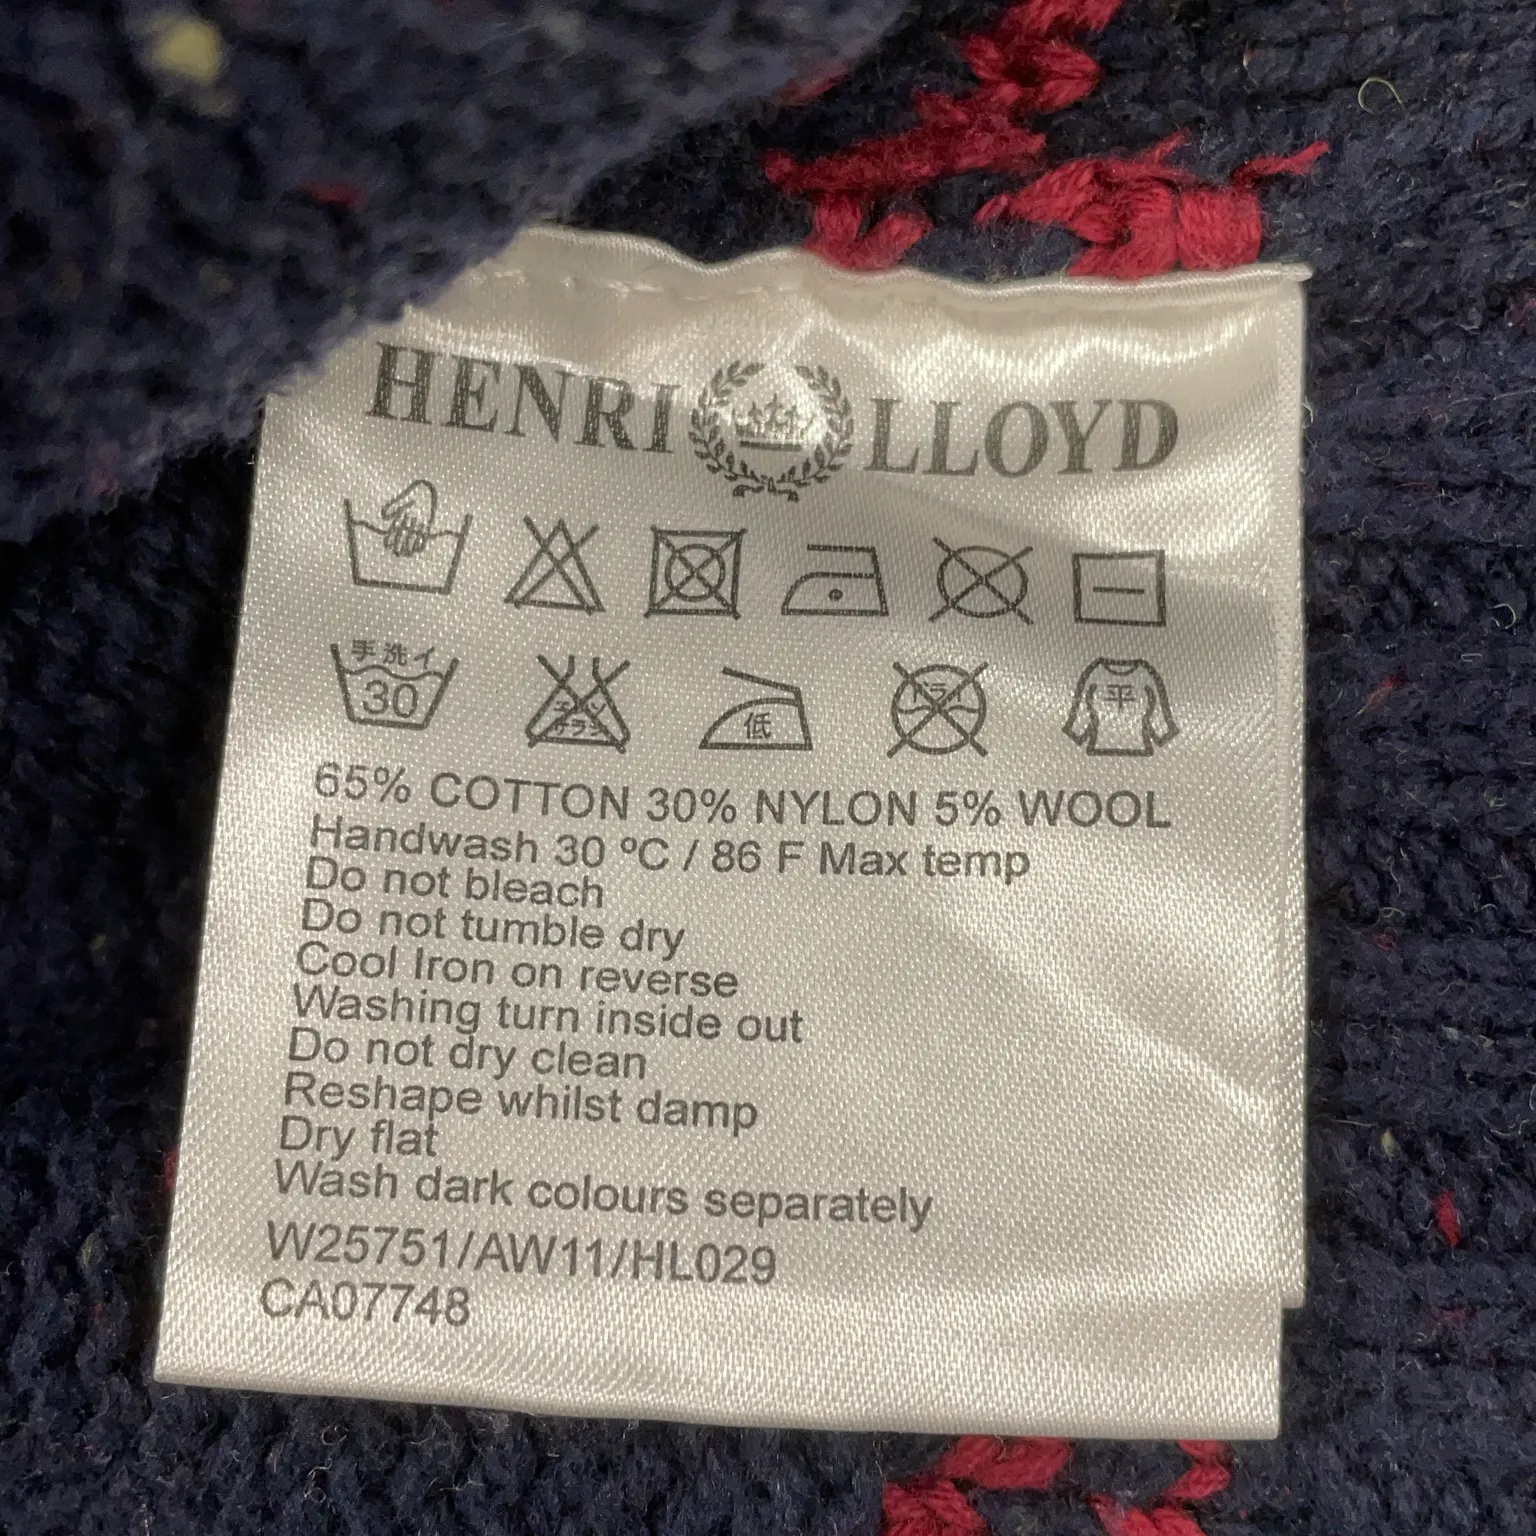 HENRI LLOYD
手洗イ
30
低
平
65% COTTON 30% NYLON 5% WOOL
Handwash 30 ºC / 86 F Max temp
Do not bleach
Do not tumble dry
Cool Iron on reverse
Washing turn inside out
Do not dry clean
Reshape whilst damp
Dry flat
Wash dark colours separately
W25751/AW11/HL029
CA07748